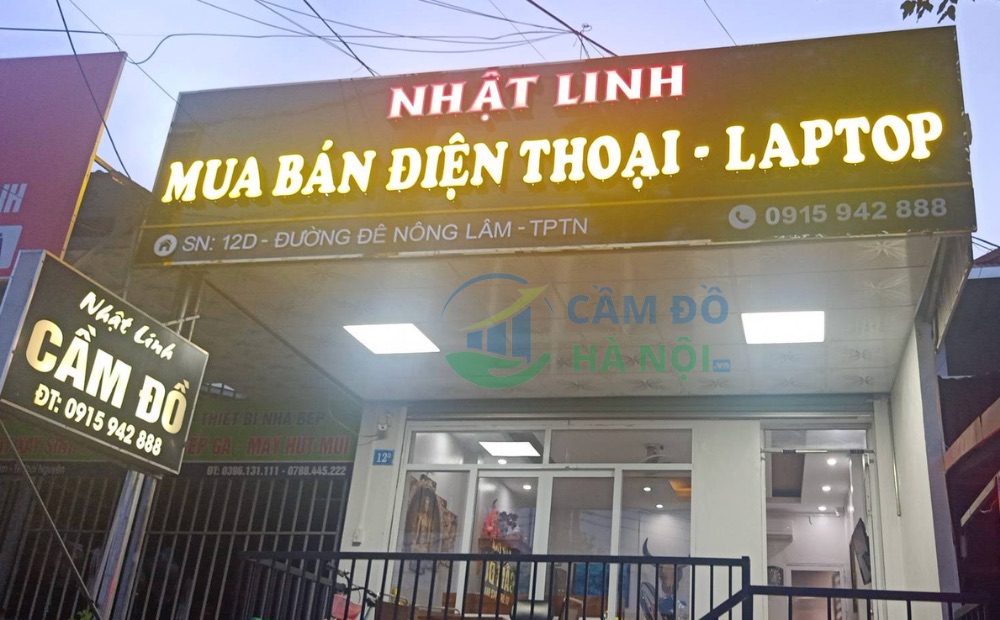 NHẬT LINH
MUA BÁN ĐIỆN THOẠI - LAPTOP
SN: 12D - ĐƯỜNG ĐÊ NÔNG LÂM - TPTN
0915 942 888
Nhật Linh
CẦM ĐỒ
ĐT: 0915 942 888
CẦM ĐỒ
HÀ NỘI.VN
THIẾT BỊ NHÀ BẾP
BẾP GA - MÁY HÚT MÙI
ĐT: 0386.131.111 - 0788.445.222
12D